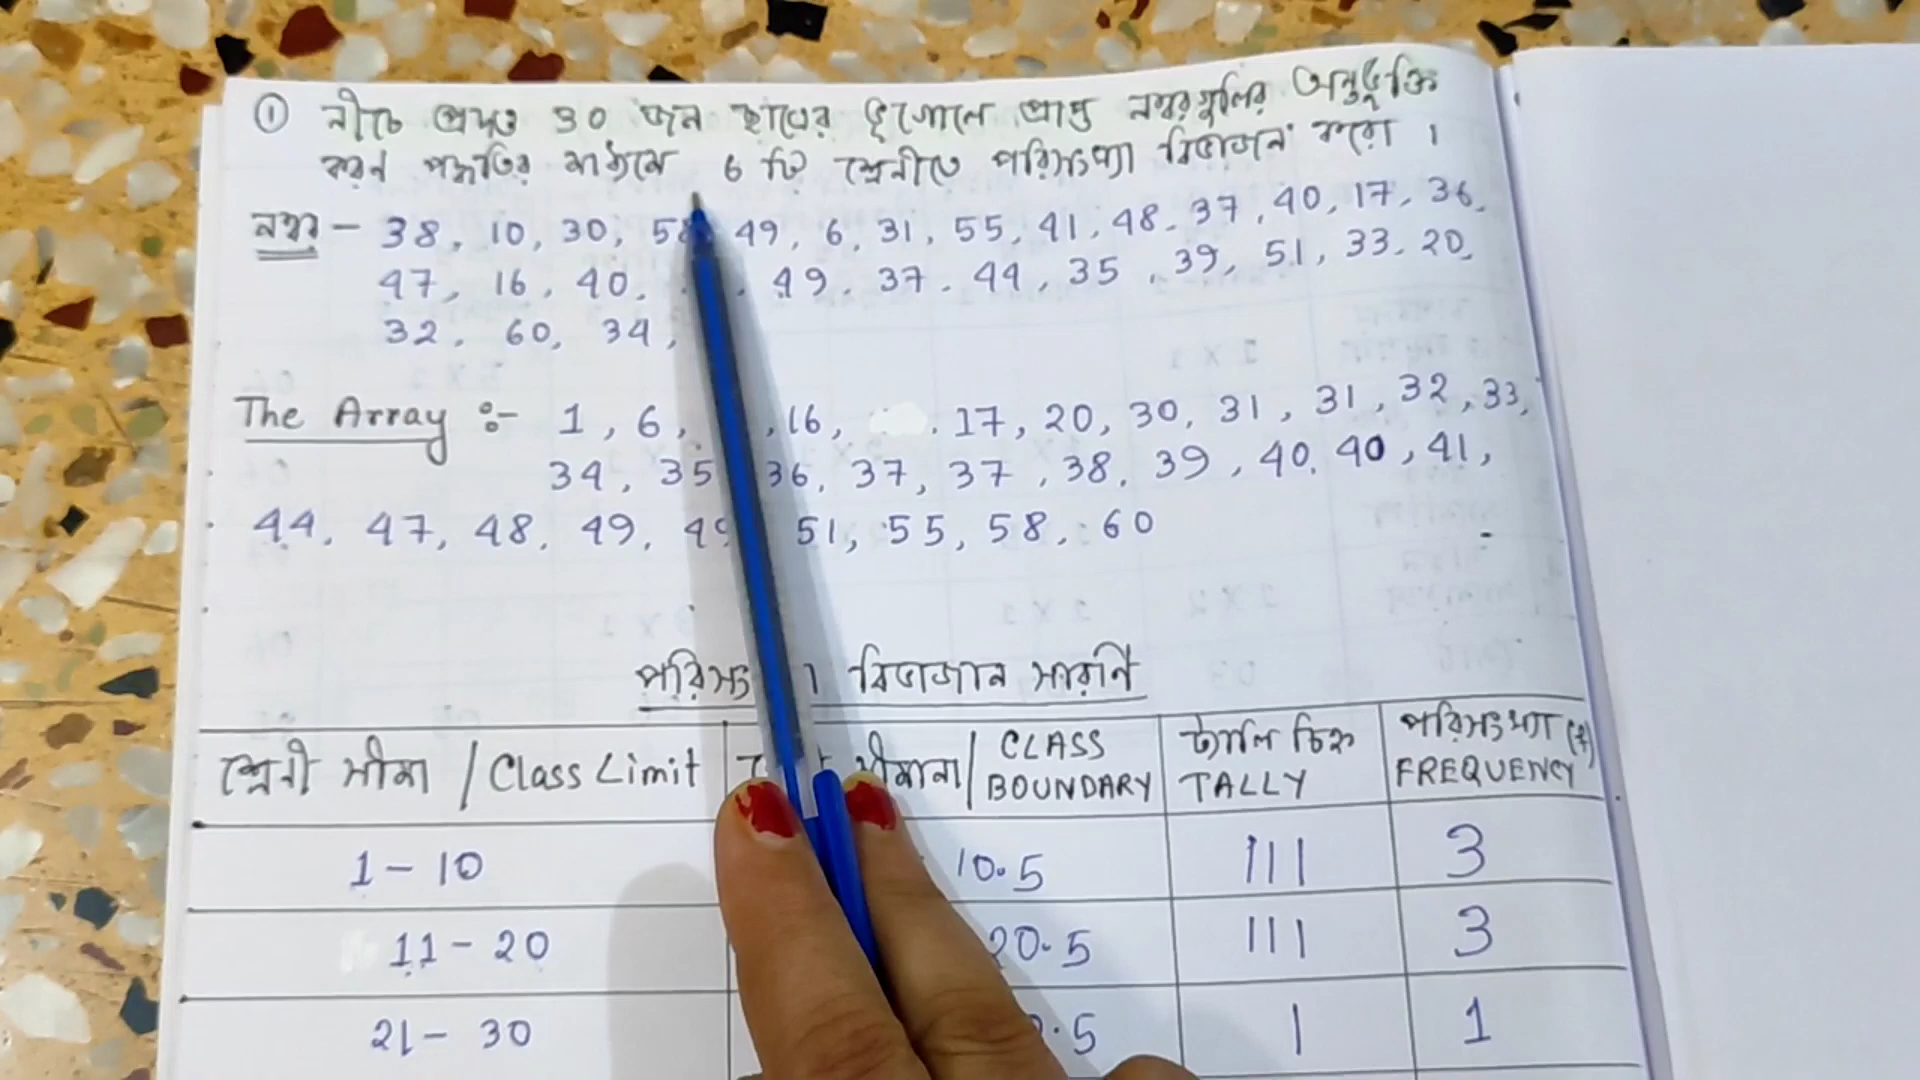 ① নীচে প্রদত্ত 30 জন ছাত্রের ভূগোলে প্রাপ্ত নম্বরগুলির অন্তর্ভুক্তি
করণ পদ্ধতির মাধ্যমে 6 টি শ্রেনীতে পরিসংখ্যা বিভাজন করো ।
নম্বর - 38, 10, 30, 58, 49, 6, 31, 55, 41, 48, 37, 40, 17, 36,
47, 16, 40, 49, 37, 44, 35, 39, 51, 33, 20,
32, 60, 34,
The Array :- 1, 6, , 16, , 17, 20, 30, 31, 31, 32, 33,
34, 35 36, 37, 37, 38, 39, 40, 40, 41,
44, 47, 48, 49, 49 51, 55, 58, 60
বিভাজন সারণি
শ্রেনী সীমা / Class Limit
সীমানা / CLASS BOUNDARY
ট্যালি চিহ্ন TALLY
পরিসংখ্যা (f) FREQUENCY
1 - 10 10.5 ||| 3
11 - 20 20.5 ||| 3
21 - 30 .5 | 1